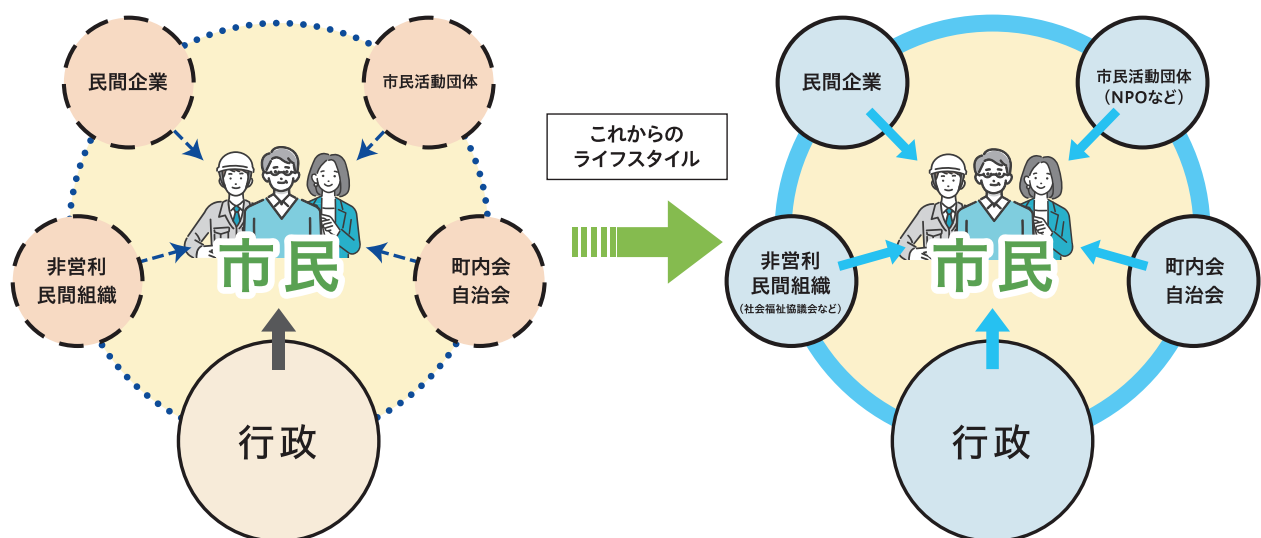 民間企業
市民活動団体
非営利
民間組織
町内会
自治会
市民
行政
これからの
ライフスタイル
民間企業
市民活動団体
（NPOなど）
非営利
民間組織
（社会福祉協議会など）
町内会
自治会
市民
行政